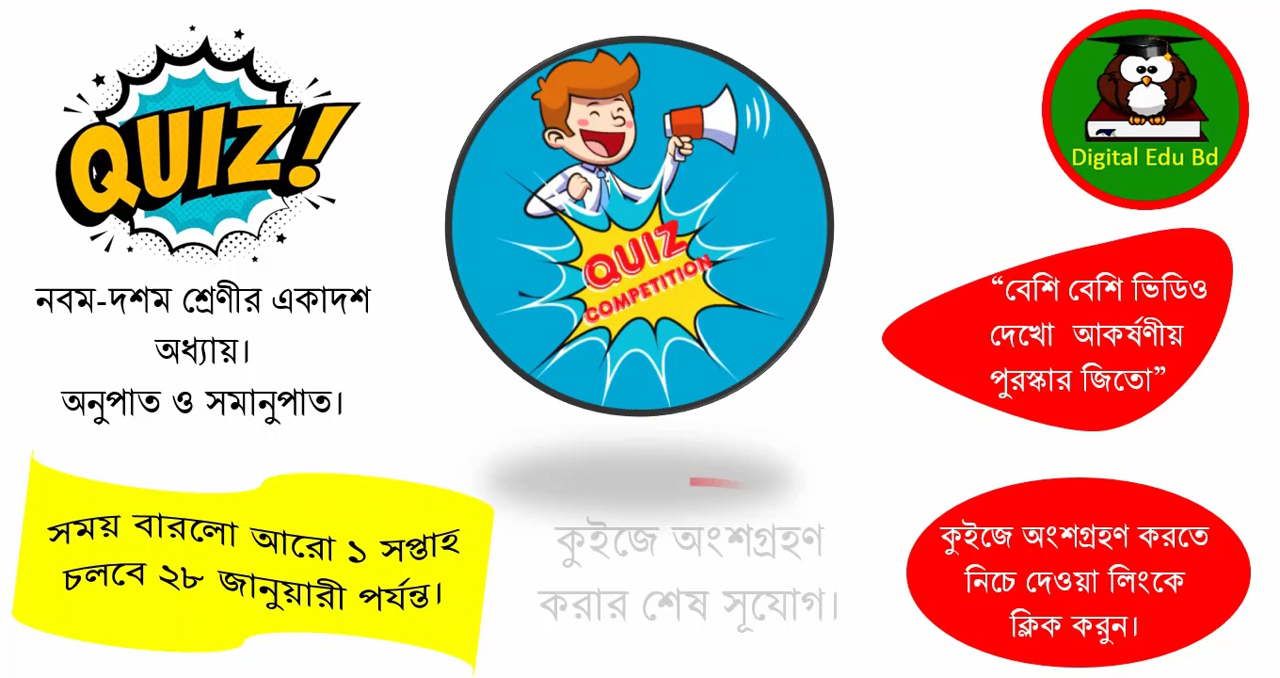 QUIZ!
নবম-দশম শ্রেণীর একাদশ
অধ্যায়।
অনুপাত ও সমানুপাত।
QUIZ
COMPETITION
Digital Edu Bd
“বেশি বেশি ভিডিও
দেখো আকর্ষণীয়
পুরস্কার জিতো”
সময় বারলো আরো ১ সপ্তাহ
চলবে ২৮ জানুয়ারী পর্যন্ত।
কুইজে অংশগ্রহণ
করার শেষ সূযোগ।
কুইজে অংশগ্রহণ করতে
নিচে দেওয়া লিংকে
ক্লিক করুন।